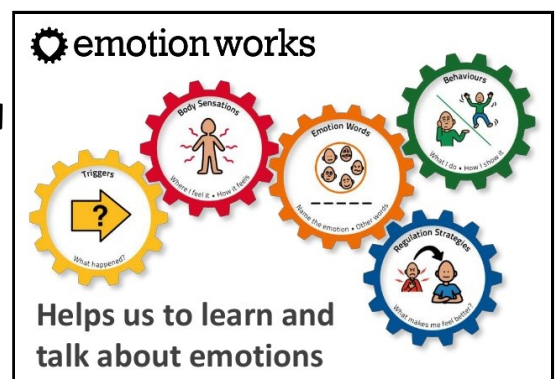 emotion works
Behaviours
What I do • How I show it
Body Sensations
Where I feel it • How it feels
Emotion Words
Name the emotion • Other words
Triggers
?
What happened?
Regulation Strategies
What makes me feel better?
Helps us to learn and
talk about emotions